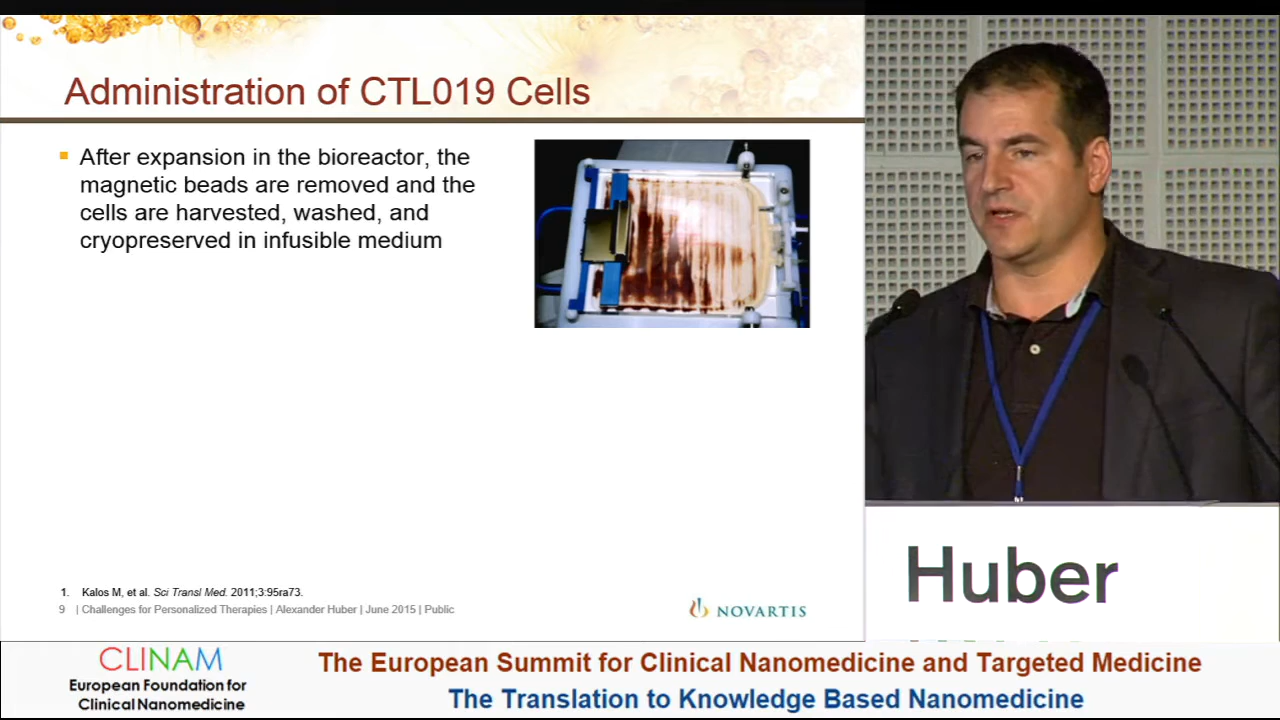 Administration of CTL019 Cells
▪ After expansion in the bioreactor, the
magnetic beads are removed and the
cells are harvested, washed, and
cryopreserved in infusible medium
1. Kalos M, et al. Sci Transl Med. 2011;3:95ra73.
9 | Challenges for Personalized Therapies | Alexander Huber | June 2015 | Public
NOVARTIS
Huber
CLINAM
European Foundation for
Clinical Nanomedicine
The European Summit for Clinical Nanomedicine and Targeted Medicine
The Translation to Knowledge Based Nanomedicine